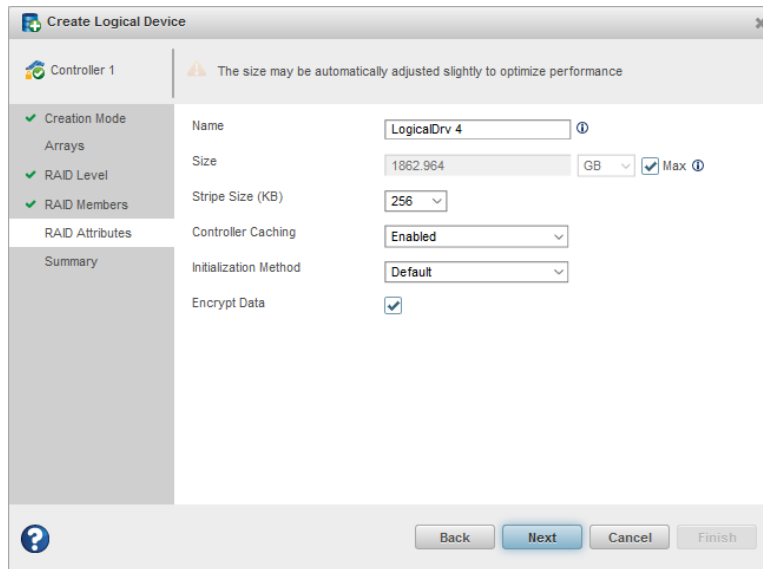 Create Logical Device
Controller 1
The size may be automatically adjusted slightly to optimize performance
Creation Mode
Arrays
RAID Level
RAID Members
RAID Attributes
Summary
Name LogicalDrv 4
Size 1862.964 GB Max
Stripe Size (KB) 256
Controller Caching Enabled
Initialization Method Default
Encrypt Data
Back Next Cancel Finish